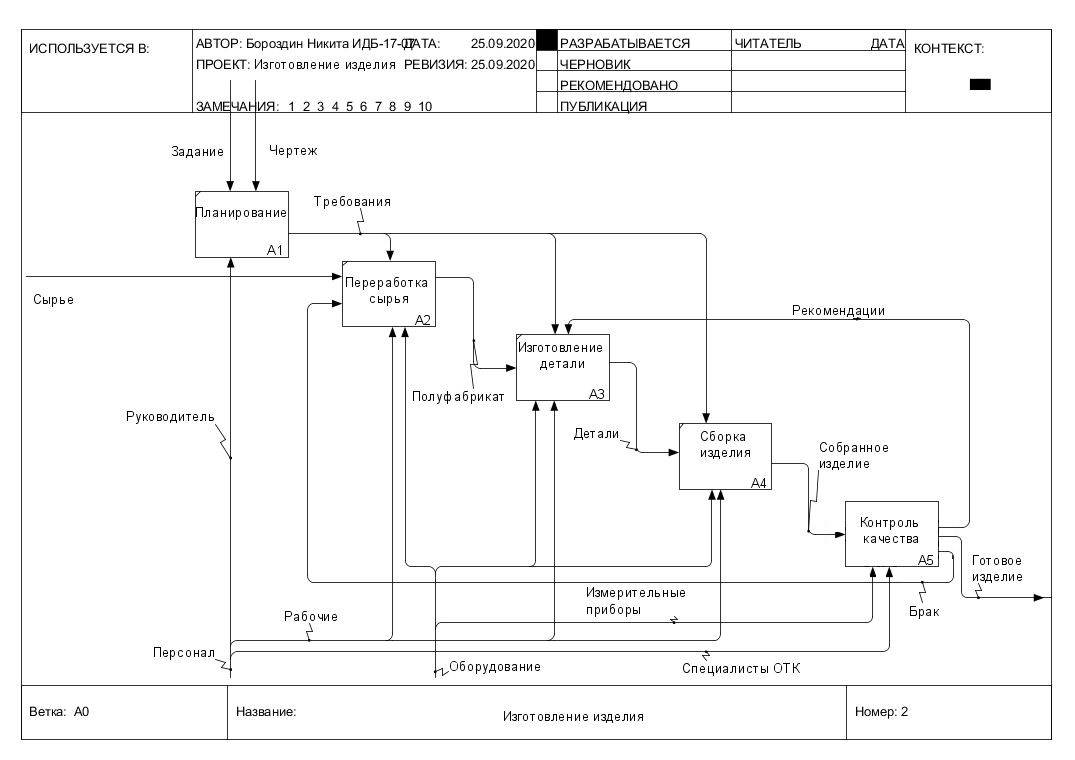 ИСПОЛЬЗУЕТСЯ В:
АВТОР: Бороздин Никита ИДБ-17-07
ДАТА: 25.09.2020
ПРОЕКТ: Изготовление изделия
РЕВИЗИЯ: 25.09.2020
ЗАМЕЧАНИЯ: 1 2 3 4 5 6 7 8 9 10
РАЗРАБАТЫВАЕТСЯ
ЧЕРНОВИК
РЕКОМЕНДОВАНО
ПУБЛИКАЦИЯ
ЧИТАТЕЛЬ
ДАТА
КОНТЕКСТ:
Задание
Чертеж
Планирование
A1
Требования
Сырье
Переработка
сырья
A2
Рекомендации
Изготовление
детали
A3
Полуфабрикат
Руководитель
Детали
Сборка
изделия
A4
Собранное
изделие
Контроль
качества
A5
Готовое
изделие
Измерительные
приборы
Брак
Рабочие
Персонал
Оборудование
Специалисты ОТК
Ветка: A0
Название:
Изготовление изделия
Номер: 2